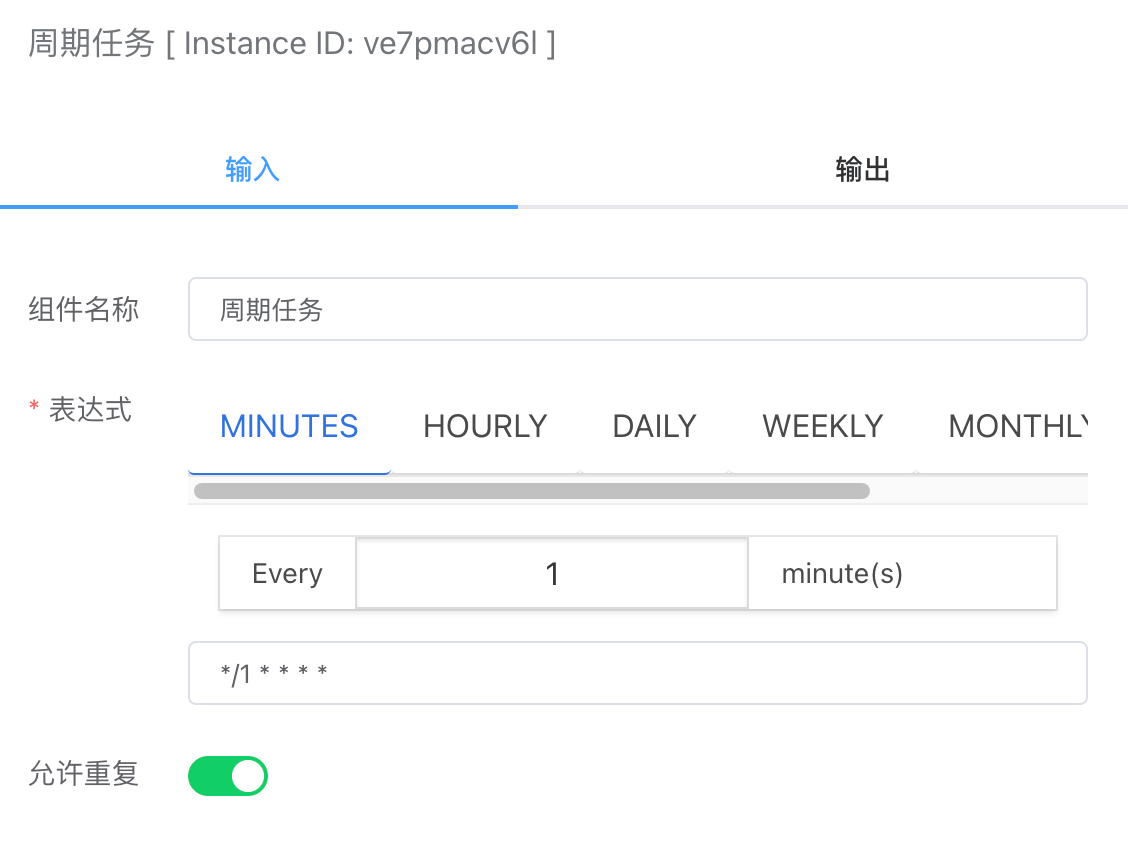 周期任务 [ Instance ID: ve7pmacv6l ]
输入 输出
组件名称 周期任务
* 表达式 MINUTES HOURLY DAILY WEEKLY MONTHLY
Every 1 minute(s)
*/1 * * * *
允许重复